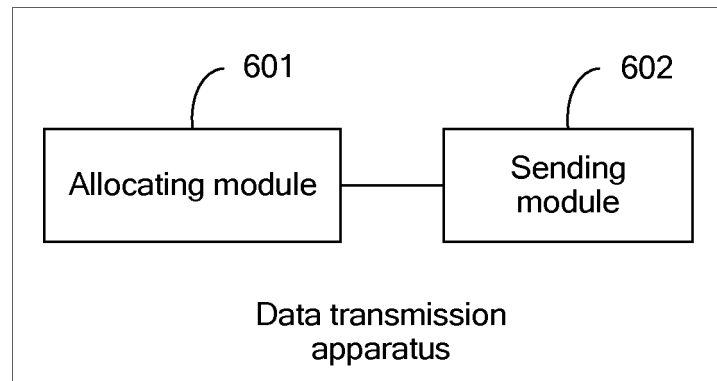 601
602
Allocating module
Sending
module
Data transmission
apparatus